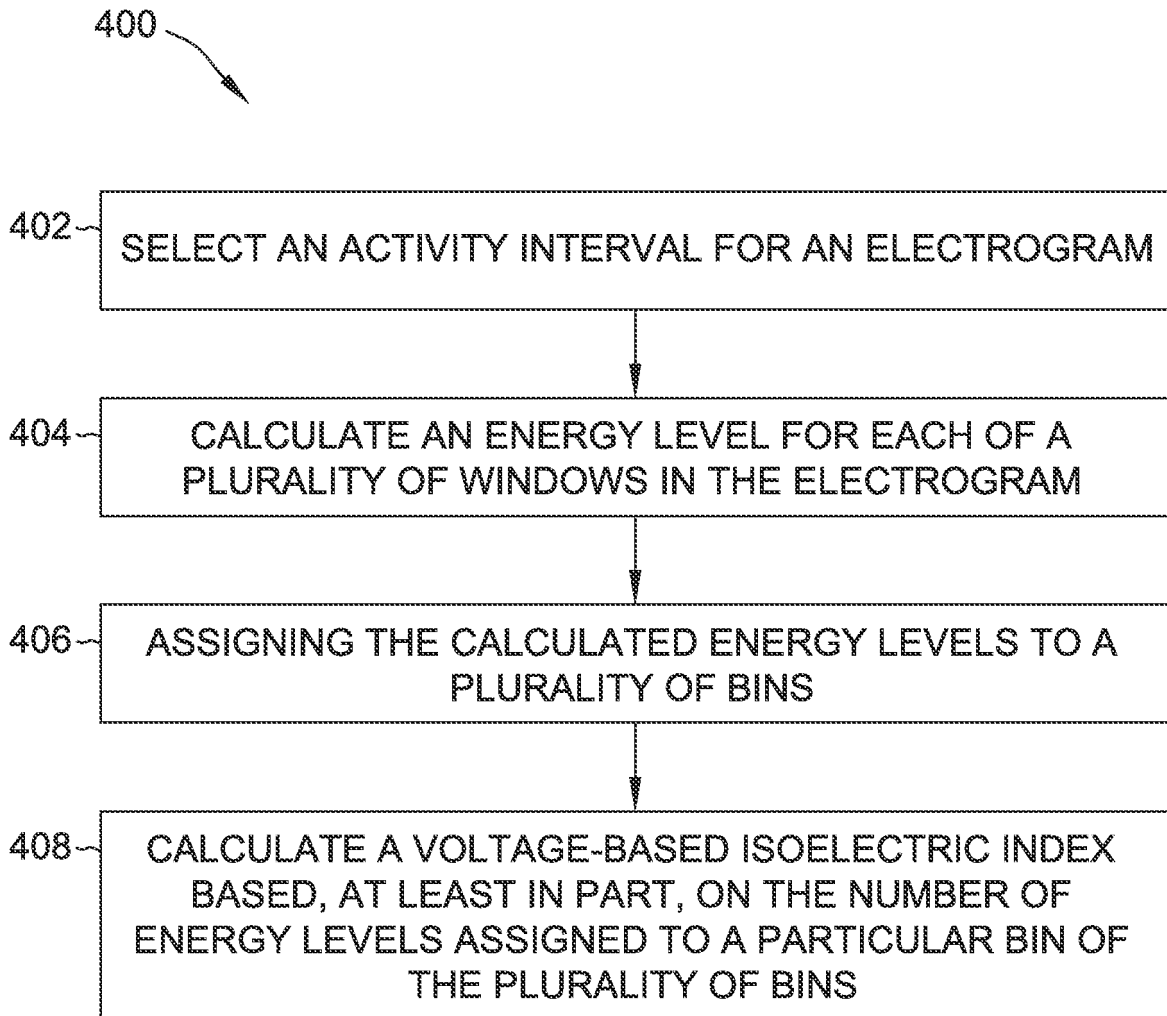 400
402
SELECT AN ACTIVITY INTERVAL FOR AN ELECTROGRAM
404
CALCULATE AN ENERGY LEVEL FOR EACH OF A
PLURALITY OF WINDOWS IN THE ELECTROGRAM
406
ASSIGNING THE CALCULATED ENERGY LEVELS TO A
PLURALITY OF BINS
408
CALCULATE A VOLTAGE-BASED ISOELECTRIC INDEX
BASED, AT LEAST IN PART, ON THE NUMBER OF
ENERGY LEVELS ASSIGNED TO A PARTICULAR BIN OF
THE PLURALITY OF BINS